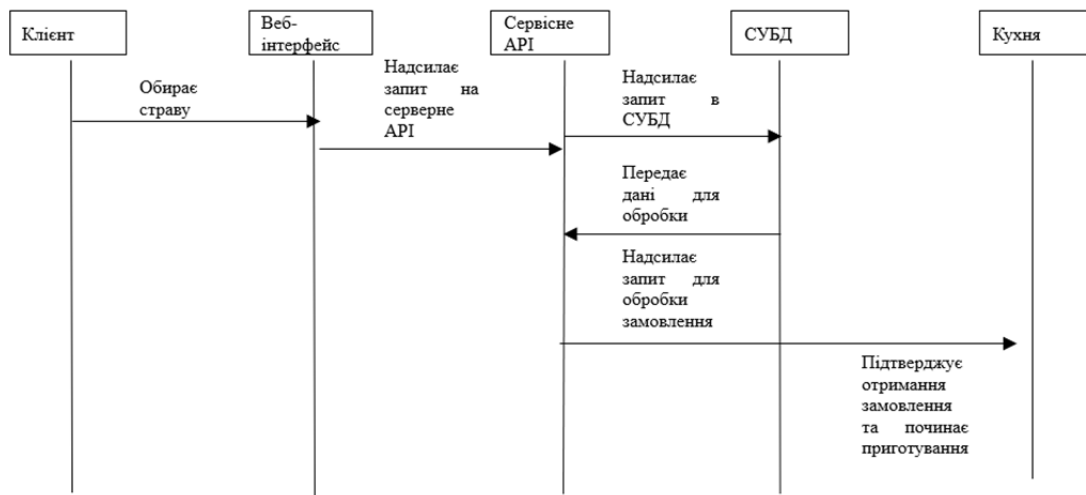 Клієнт
Веб-
інтерфейс
Сервісне
API
СУБД
Кухня
Обирає
страву
Надсилає
запит на
серверне
API
Надсилає
запит в
СУБД
Передає
дані для
обробки
Надсилає
запит для
обробки
замовлення
Підтверджує
отримання
замовлення
та починає
приготування